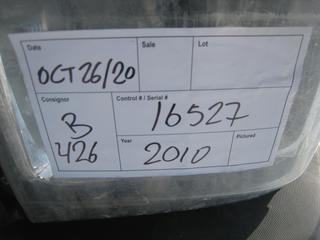 Date Sale Lot
OCT 26/20
Consignor Control # / Serial #
B 16527
426
Year Pictured
2010